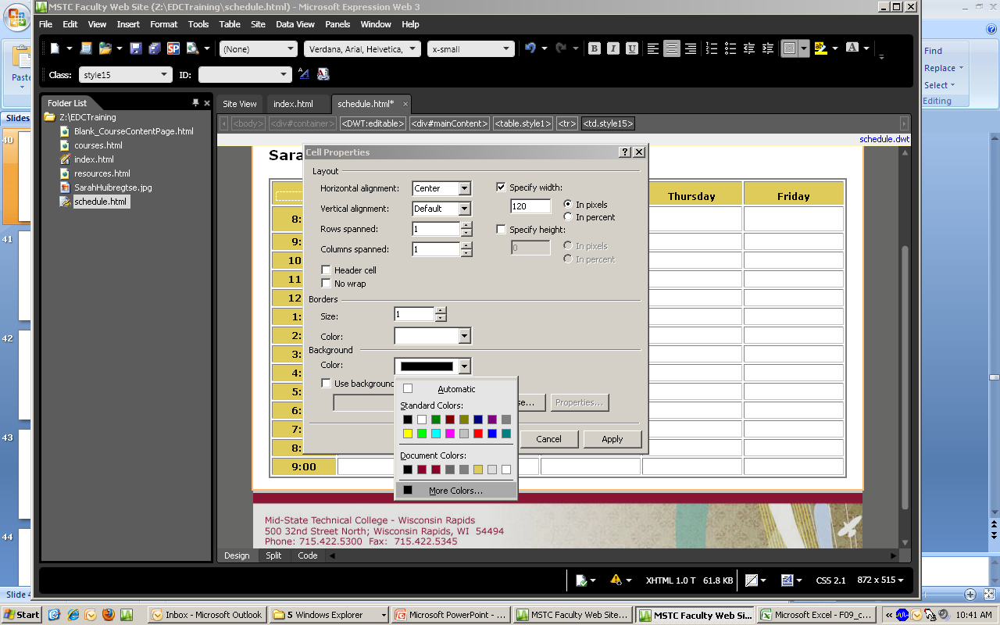 MSTC Faculty Web Site (Z:\EDCTraining\schedule.html) - Microsoft Expression Web 3
File Edit View Insert Format Tools Table Site Data View Panels Window Help
(None) Verdana, Arial, Helvetica, x-small B I U A
Class: style15 ID:
Paste
Find
Replace
Select
Editing
Slides
40
41
42
43
44
Slide 4
Folder List
Z:\EDCTraining
Blank_CourseContentPage.html
courses.html
index.html
resources.html
SarahHuibregtse.jpg
schedule.html
Site View index.html schedule.html*
<body> <div#container> <DWT:editable> <div#mainContent> <table.style1> <tr> <td.style15>
schedule.dwt
Sara
Thursday Friday
8:
9:
10
11
12
1:
2:
3:
4:
5:
6:
7:
8:
9:00
Cell Properties
Layout
Horizontal alignment: Center
Vertical alignment: Default
Rows spanned: 1
Columns spanned: 1
Header cell
No wrap
Specify width:
120 In pixels
In percent
Specify height:
0 In pixels
In percent
Borders
Size: 1
Color:
Background
Color:
Use background
se... Properties...
Cancel Apply
Automatic
Standard Colors:
Document Colors:
More Colors...
Mid-State Technical College - Wisconsin Rapids
500 32nd Street North; Wisconsin Rapids, WI 54494
Phone: 715.422.5300 Fax: 715.422.5345
Design Split Code
XHTML 1.0 T 61.8 KB CSS 2.1 872 x 515
Start Inbox - Microsoft Outlook 5 Windows Explorer Microsoft PowerPoint - ... MSTC Faculty Web Site... MSTC Faculty Web Si... Microsoft Excel - F09_c... 10:41 AM